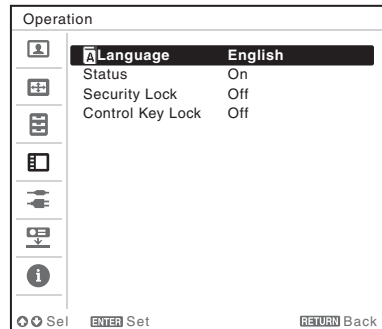 Operation
A Language English
Status On
Security Lock Off
Control Key Lock Off
Sel ENTER Set RETURN Back